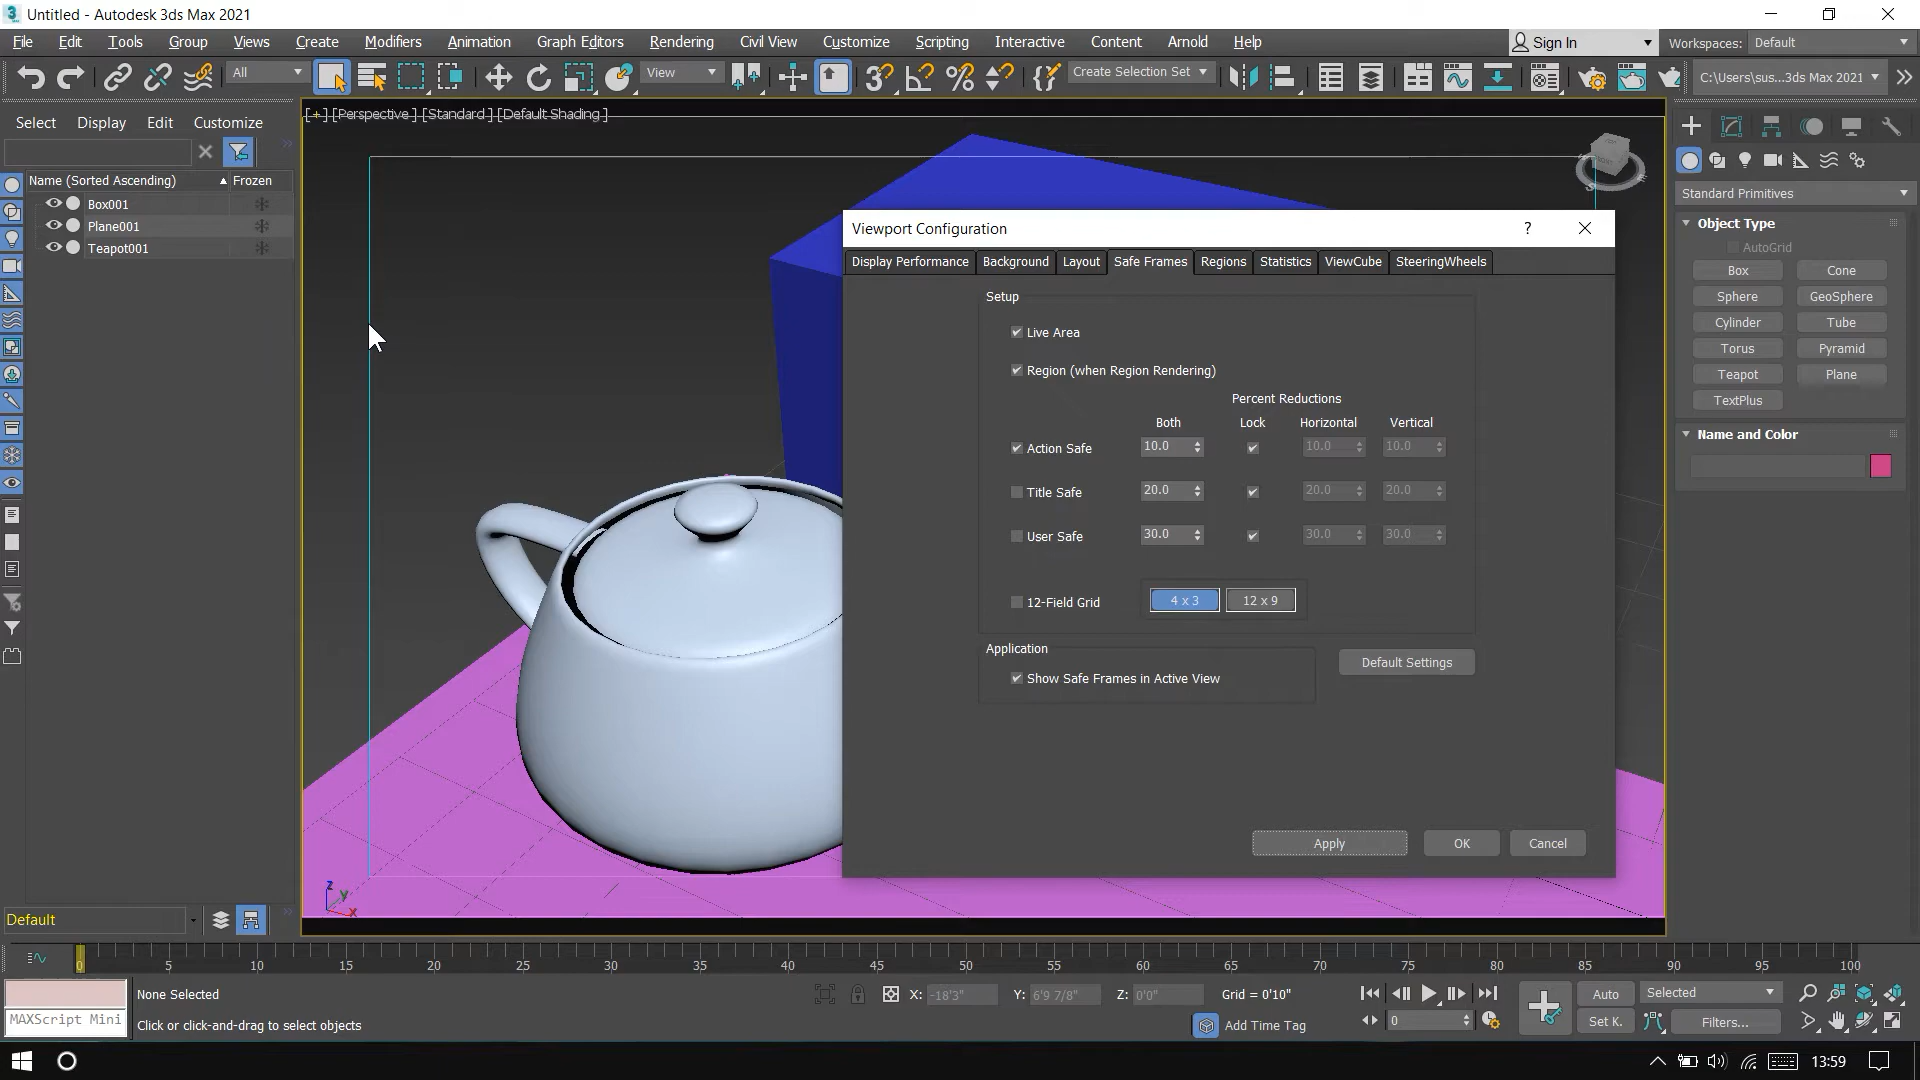 Untitled - Autodesk 3ds Max 2021
File Edit Tools Group Views Create Modifiers Animation Graph Editors Rendering Civil View Customize Scripting Interactive Content Arnold Help Sign In Workspaces: Default
All View Create Selection Set C:\Users\sus...3ds Max 2021
[+] [Perspective] [Standard] [Default Shading]
Select Display Edit Customize
Name (Sorted Ascending) Frozen
Box001
Plane001
Teapot001
Viewport Configuration
Display Performance Background Layout Safe Frames Regions Statistics ViewCube SteeringWheels
Setup
Live Area
Region (when Region Rendering)
Percent Reductions
Both Lock Horizontal Vertical
Action Safe 10.0 10.0 10.0
Title Safe 20.0 20.0 20.0
User Safe 30.0 30.0 30.0
12-Field Grid 4 x 3 12 x 9
Application
Show Safe Frames in Active View
Default Settings
Apply OK Cancel
Standard Primitives
Object Type
AutoGrid
Box Cone
Sphere GeoSphere
Cylinder Tube
Torus Pyramid
Teapot Plane
TextPlus
Name and Color
z
y
x
Default
0 5 10 15 20 25 30 35 40 45 50 55 60 65 70 75 80 85 90 95 100
None Selected
X: -18'3" Y: 6'9 7/8" Z: 0'0" Grid = 0'10"
Auto Selected
MAXScript Mini
Click or click-and-drag to select objects
Add Time Tag
0
Set K. Filters...
13:59